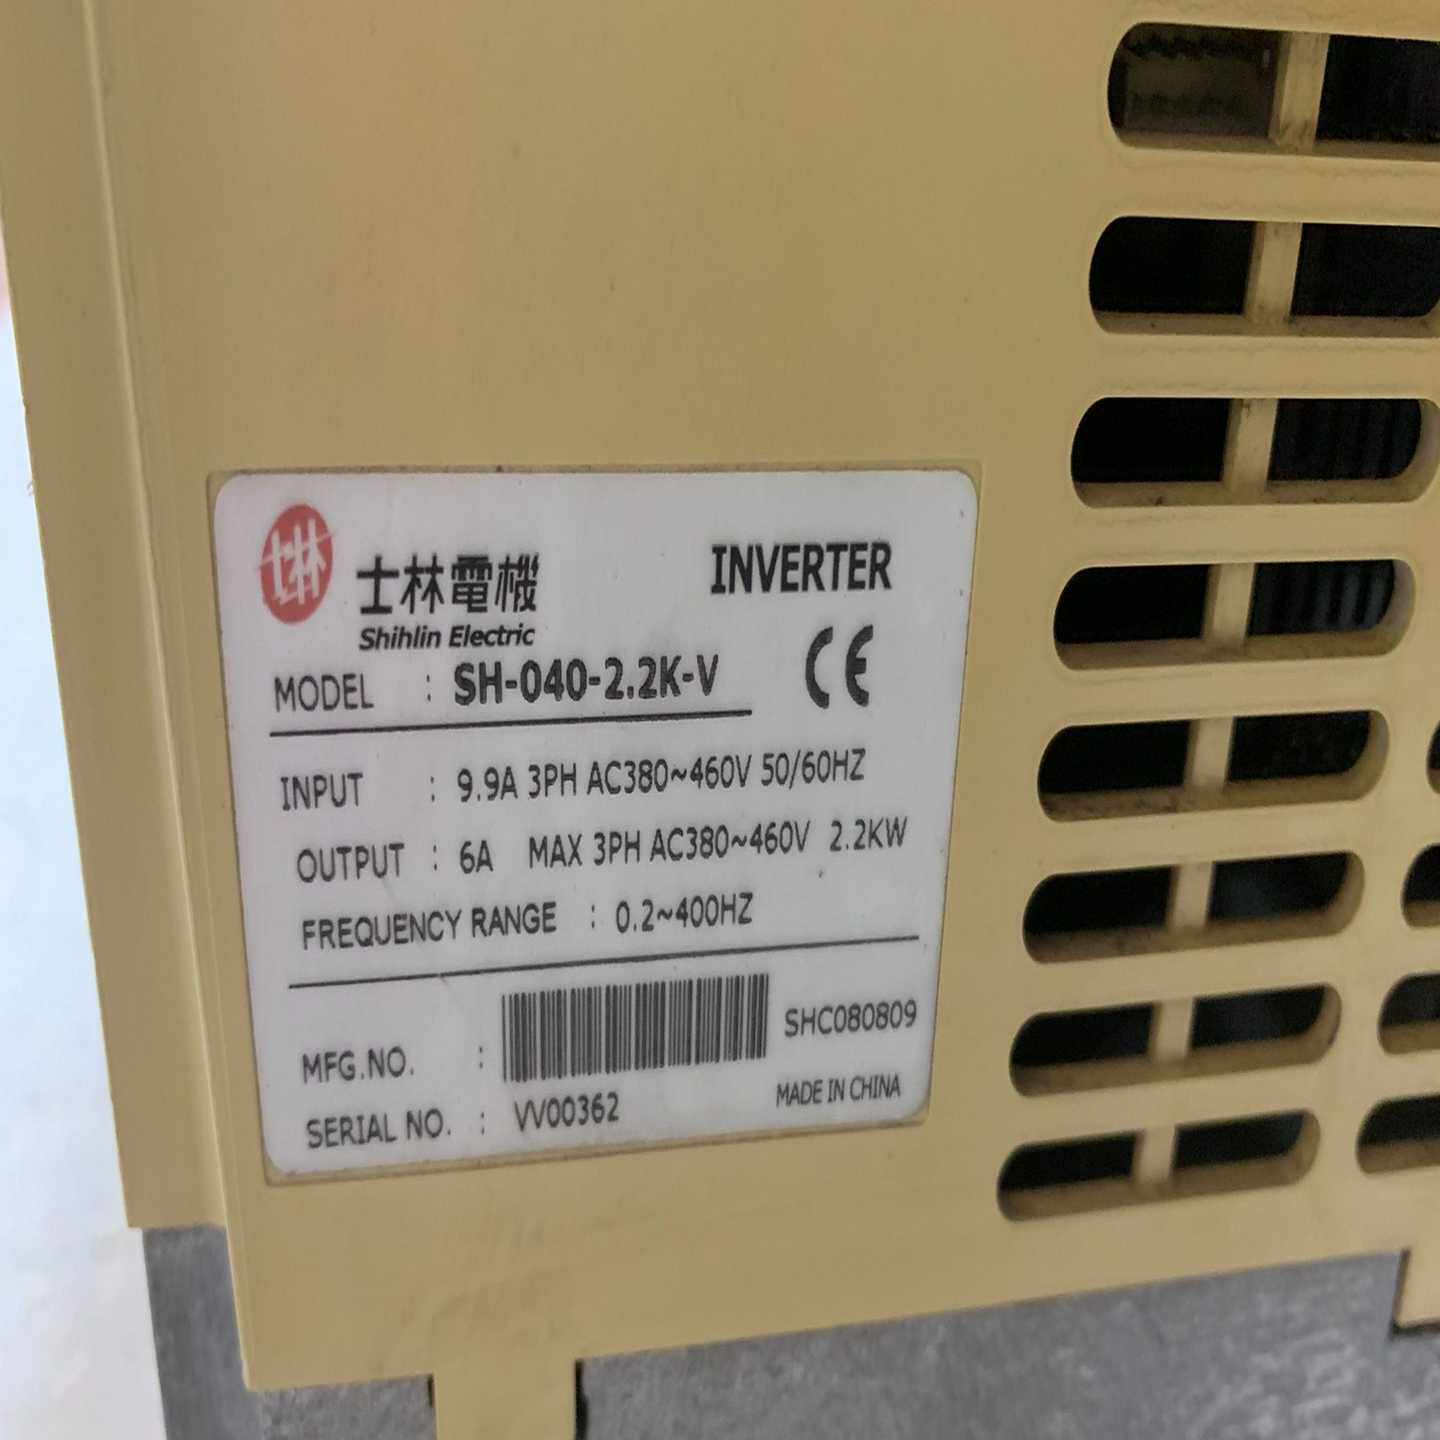 士林 士林電機 INVERTER
Shihlin Electric
MODEL : SH-040-2.2K-V CE
INPUT : 9.9A 3PH AC380~460V 50/60HZ
OUTPUT : 6A MAX 3PH AC380~460V 2.2KW
FREQUENCY RANGE : 0.2~400HZ
MFG.NO. : SHC080809
SERIAL NO. : VV00362 MADE IN CHINA